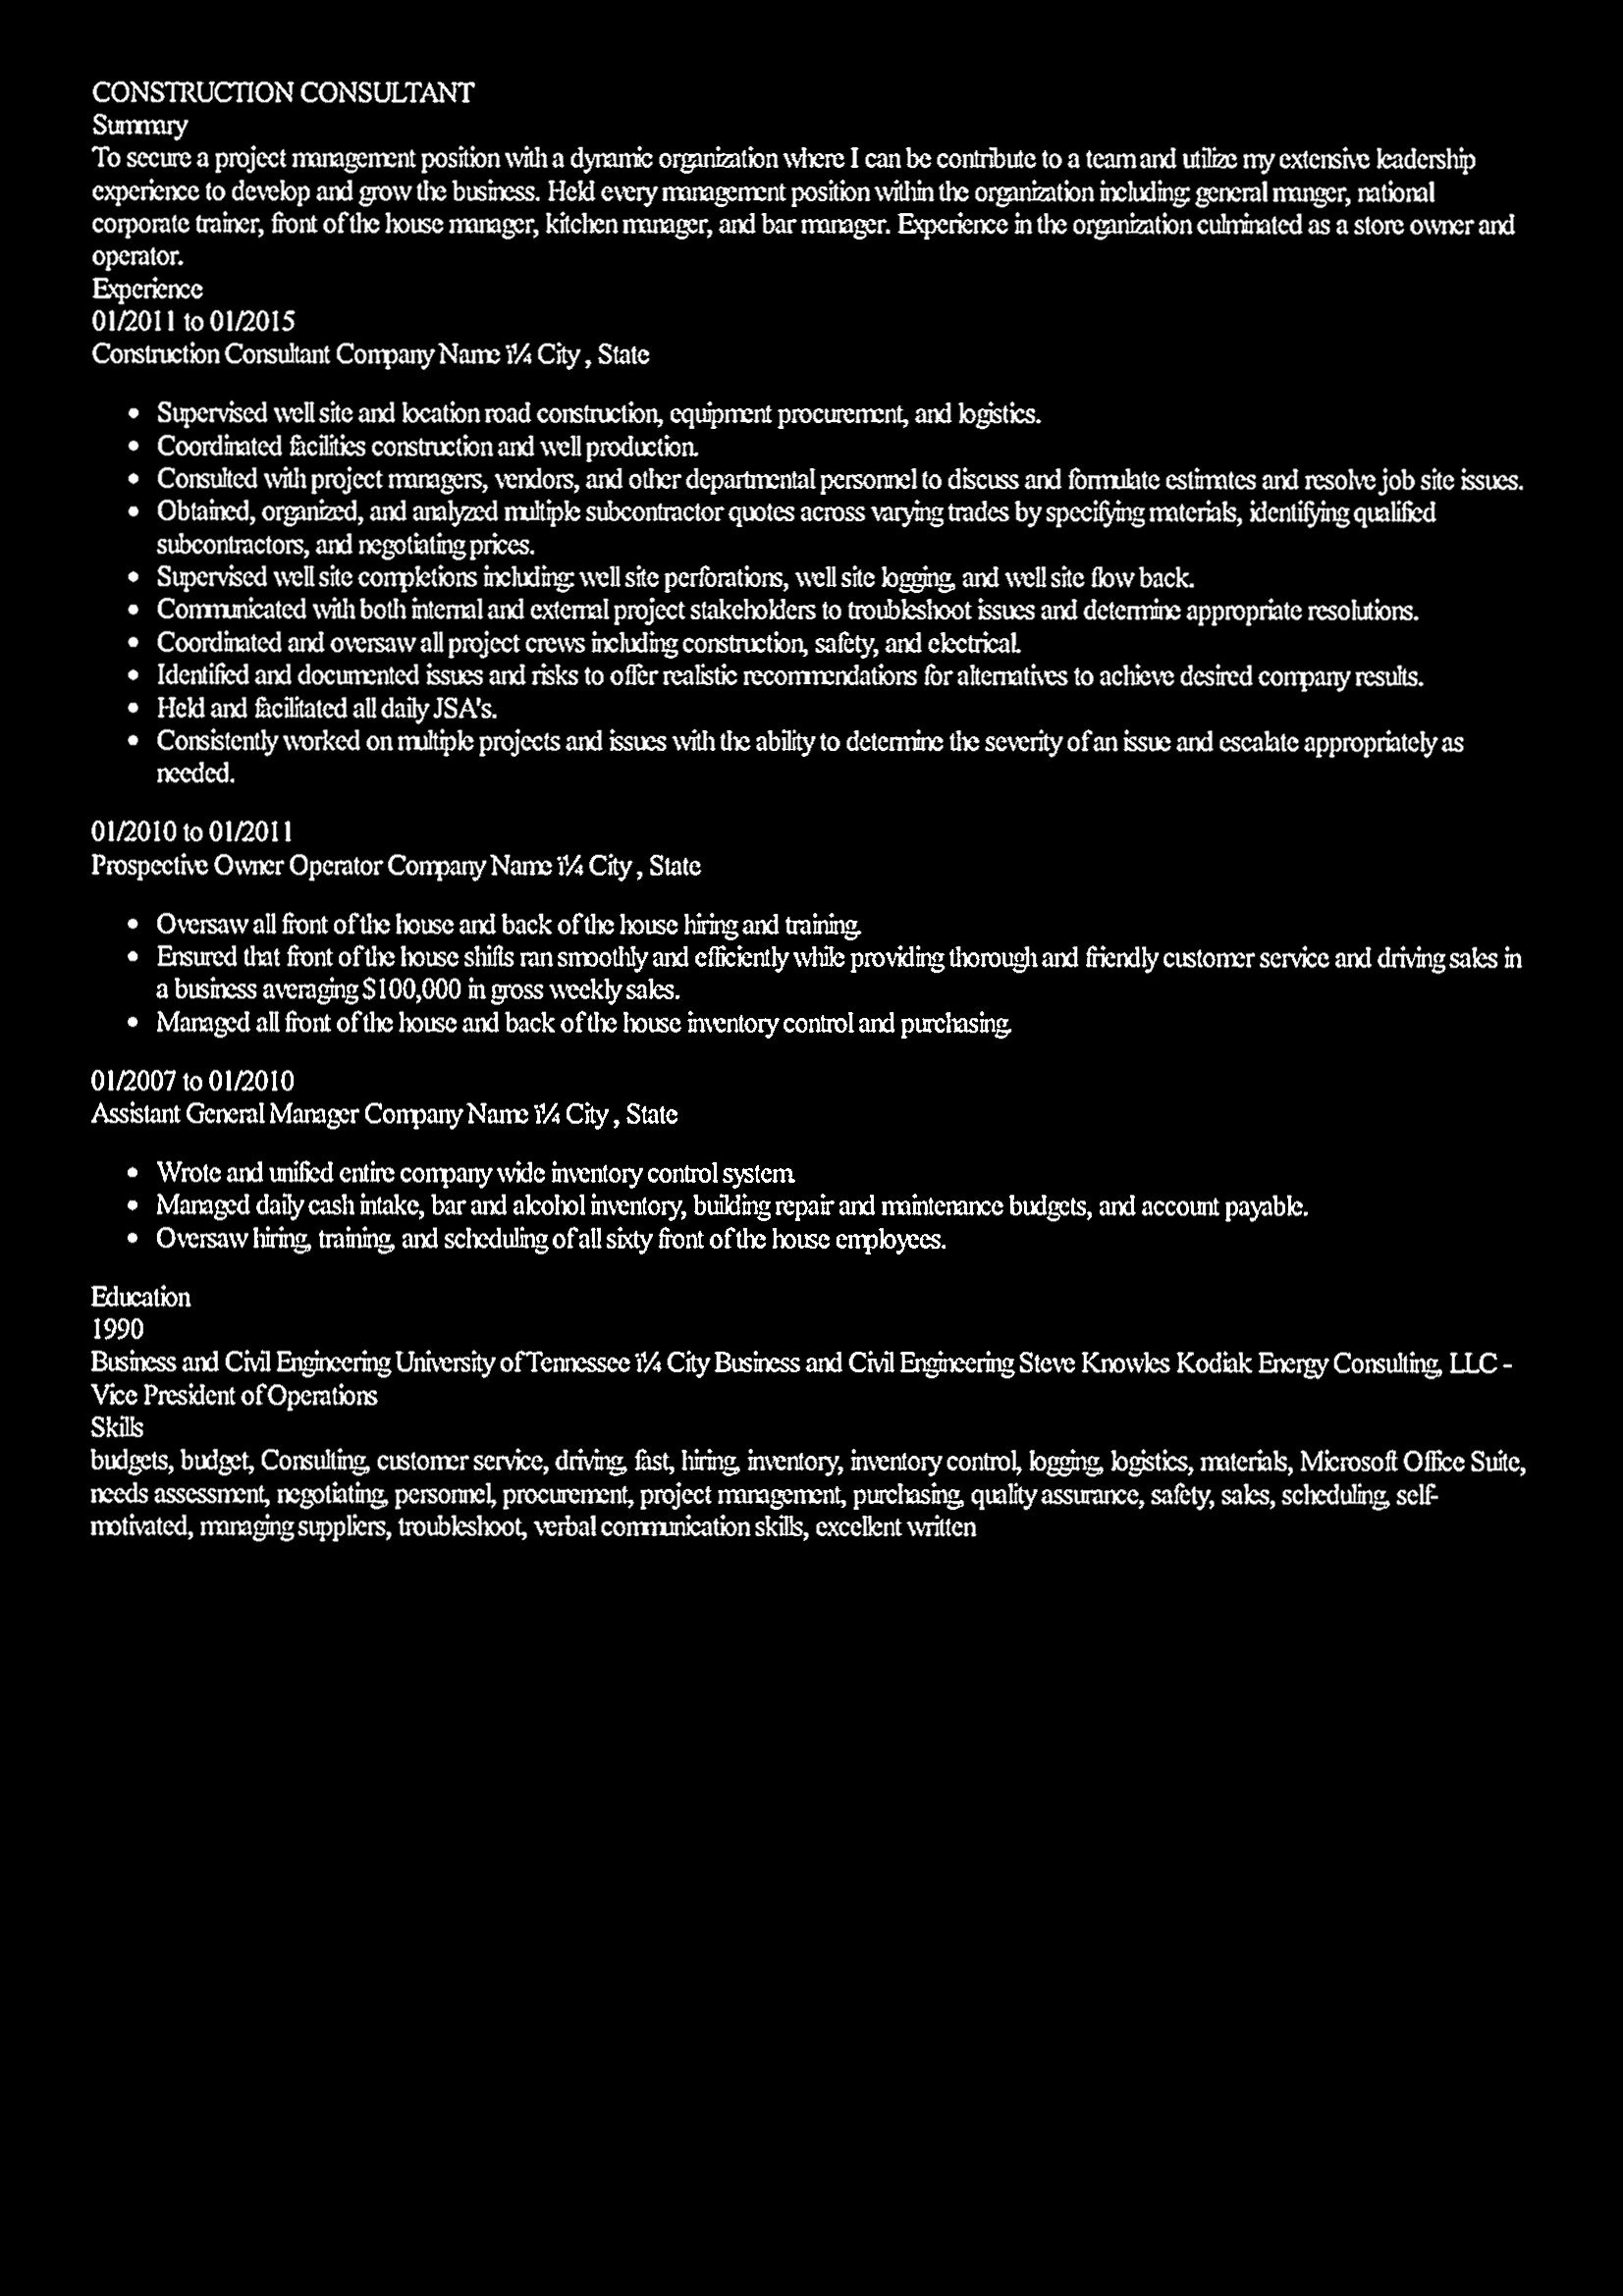 CONSTRUCTION CONSULTANT
Summary
To secure a project management position with a dynamic organization where I can be contribute to a team and utilize my extensive leadership
experience to develop and grow the business. Held every management position within the organization including: general manger, national
corporate trainer, front of the house manager, kitchen manager, and bar manager. Experience in the organization culminated as a store owner and
operator.
Experience
01/2011 to 01/2015
Construction Consultant Company Name ï¼ City , State
• Supervised well site and location road construction, equipment procurement, and logistics.
• Coordinated facilities construction and well production.
• Consulted with project managers, vendors, and other departmental personnel to discuss and formulate estimates and resolve job site issues.
• Obtained, organized, and analyzed multiple subcontractor quotes across varying trades by specifying materials, identifying qualified
subcontractors, and negotiating prices.
• Supervised well site completions including: well site perforations, well site logging, and well site flow back.
• Communicated with both internal and external project stakeholders to troubleshoot issues and determine appropriate resolutions.
• Coordinated and oversaw all project crews including construction, safety, and electrical.
• Identified and documented issues and risks to offer realistic recommendations for alternatives to achieve desired company results.
• Held and facilitated all daily JSA's.
• Consistently worked on multiple projects and issues with the ability to determine the severity of an issue and escalate appropriately as
needed.
01/2010 to 01/2011
Prospective Owner Operator Company Name ï¼ City , State
• Oversaw all front of the house and back of the house hiring and training.
• Ensured that front of the house shifts ran smoothly and efficiently while providing thorough and friendly customer service and driving sales in
a business averaging $100,000 in gross weekly sales.
• Managed all front of the house and back of the house inventory control and purchasing.
01/2007 to 01/2010
Assistant General Manager Company Name ï¼ City , State
• Wrote and unified entire company wide inventory control system.
• Managed daily cash intake, bar and alcohol inventory, building repair and maintenance budgets, and account payable.
• Oversaw hiring, training, and scheduling of all sixty front of the house employees.
Education
1990
Business and Civil Engineering University of Tennessee ï¼ City Business and Civil Engineering Steve Knowles Kodiak Energy Consulting, LLC -
Vice President of Operations
Skills
budgets, budget, Consulting, customer service, driving, fast, hiring, inventory, inventory control, logging, logistics, materials, Microsoft Office Suite,
needs assessment, negotiating, personnel, procurement, project management, purchasing, quality assurance, safety, sales, scheduling, self-
motivated, managing suppliers, troubleshoot, verbal communication skills, excellent written